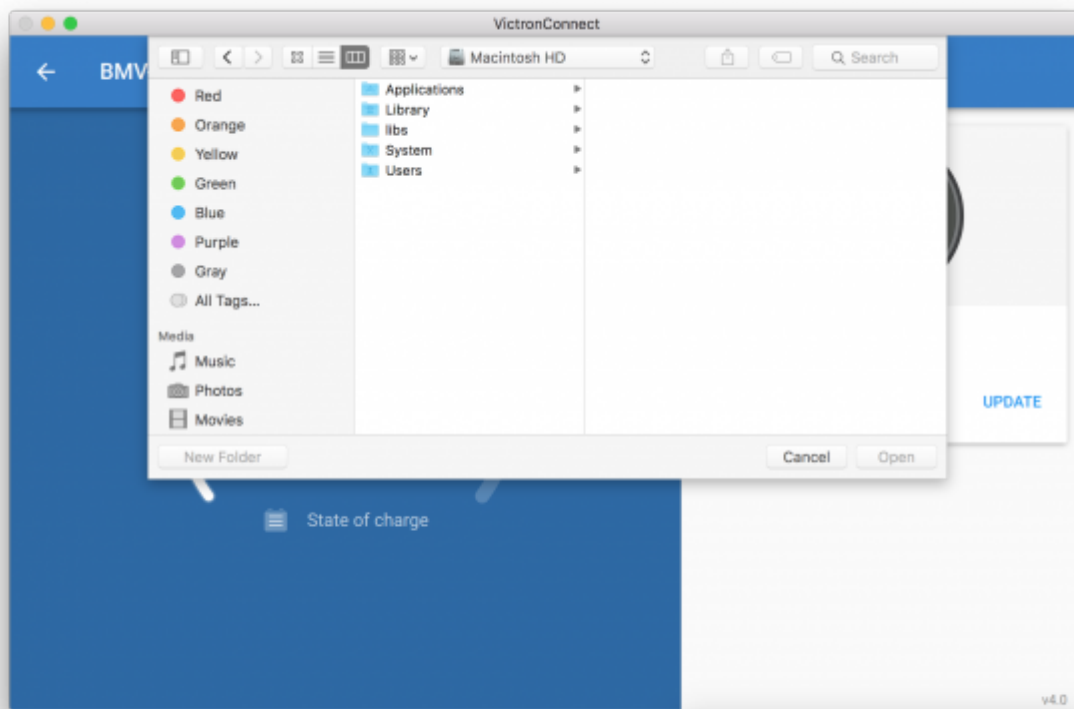 VictronConnect
BMV
Macintosh HD
Search
Red
Orange
Yellow
Green
Blue
Purple
Gray
All Tags...
Media
Music
Photos
Movies
Applications
Library
libs
System
Users
UPDATE
New Folder
Cancel
Open
State of charge
v4.0